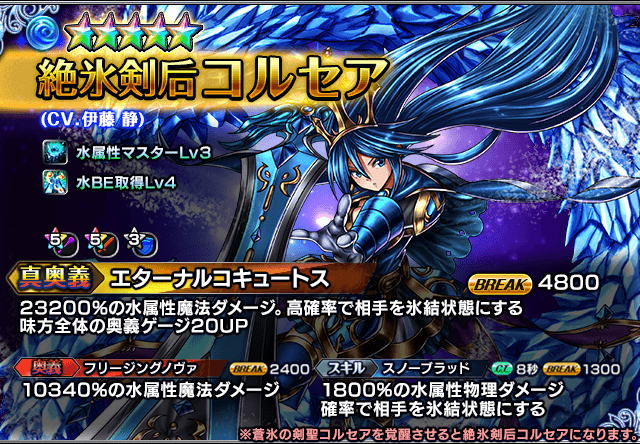 絶氷剣后コルセア
(CV.伊藤 静)
水属性マスターLv3
水BE取得Lv4
5 5 3
真奥義 エターナルコキュートス BREAK 4800
23200%の水属性魔法ダメージ。高確率で相手を氷結状態にする
味方全体の奥義ゲージ20UP
奥義 フリージングノヴァ BREAK 2400
10340%の水属性魔法ダメージ
スキル スノーブラッド C.T. 8秒 BREAK 1300
1800%の水属性物理ダメージ
確率で相手を氷結状態にする
※蒼氷の剣聖コルセアを覚醒させると絶氷剣后コルセアになります。